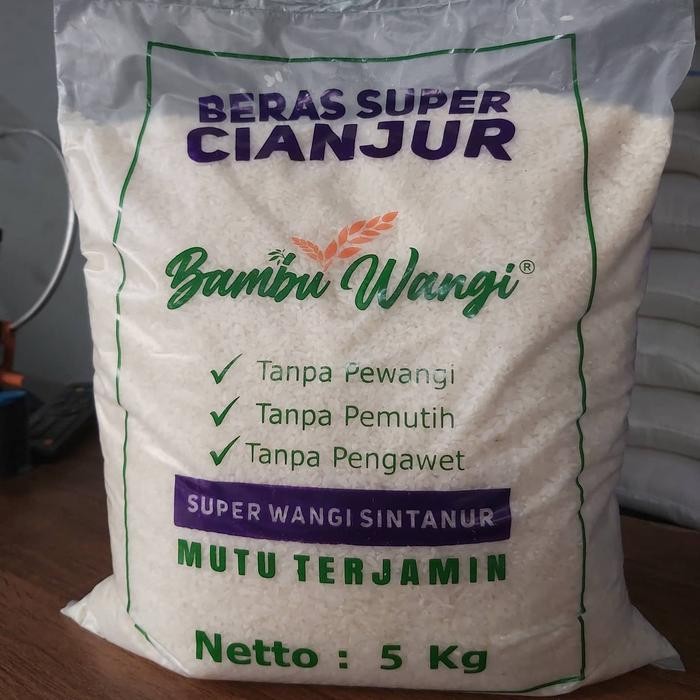 BERAS SUPER
CIANJUR
Bambu Wangi®
✓ Tanpa Pewangi
✓ Tanpa Pemutih
✓ Tanpa Pengawet
SUPER WANGI SINTANUR
MUTU TERJAMIN
Netto : 5 Kg